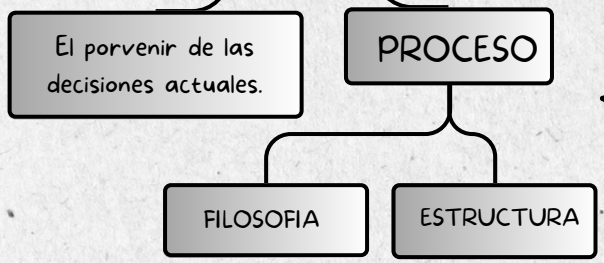 El porvenir de las
decisiones actuales.
PROCESO
FILOSOFIA
ESTRUCTURA